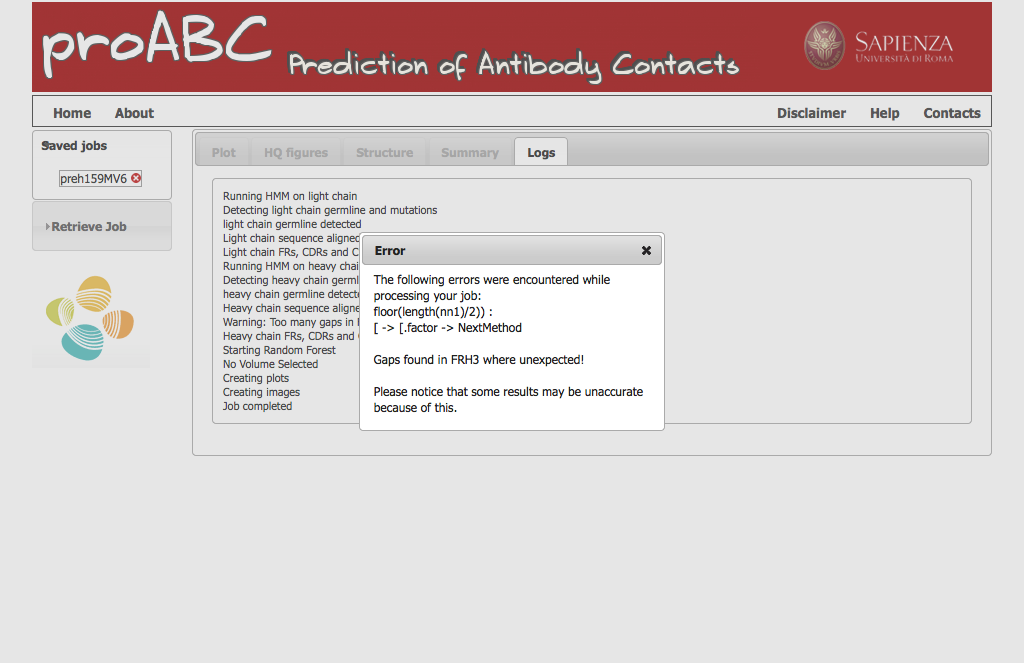 proABC Prediction of Antibody Contacts
SAPIENZA
UNIVERSITÀ DI ROMA
Home About Disclaimer Help Contacts
Saved jobs
preh159MV6
Retrieve Job
Plot HQ figures Structure Summary Logs
Running HMM on light chain
Detecting light chain germline and mutations
light chain germline detected
Light chain sequence aligned
Light chain FRs, CDRs and
Running HMM on heavy
Detecting heavy chain
heavy chain germline
Heavy chain sequence
Warning: Too many gaps in
Heavy chain FRs, CDRs and
Starting Random Forest
No Volume Selected
Creating plots
Creating images
Job completed
Error
The following errors were encountered while
processing your job:
floor(length(nn1)/2)) :
[ -> [.factor -> NextMethod
Gaps found in FRH3 where unexpected!
Please notice that some results may be unaccurate
because of this.